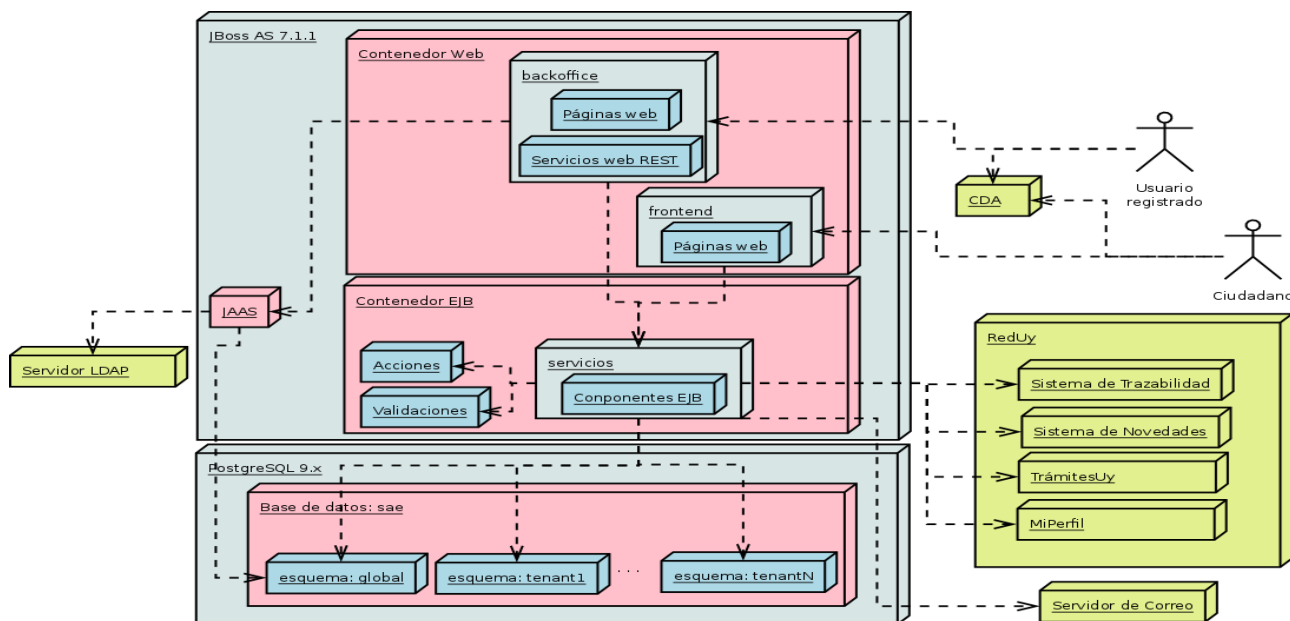 JBoss AS 7.1.1
Contenedor Web
backoffice
Páginas web
Servicios web REST
frontend
Páginas web
Usuario
registrado
CDA
Ciudadano
Contenedor EJB
JAAS
Servidor LDAP
Acciones
Validaciones
servicios
Conponentes EJB
RedUy
Sistema de Trazabilidad
Sistema de Novedades
TrámitesUy
MiPerfil
PostgreSQL 9.x
Base de datos: sae
esquema: global
esquema: tenant1
. . .
esquema: tenantN
Servidor de Correo